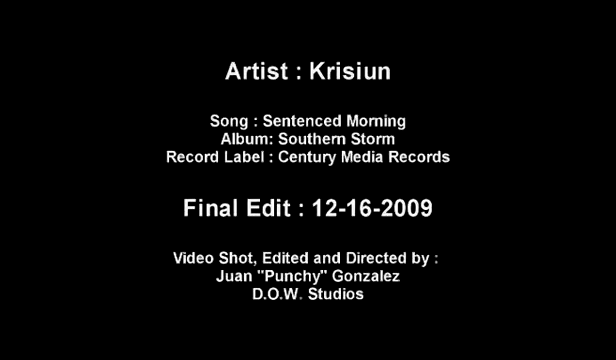 Artist : Krisiun
Song : Sentenced Morning
Album: Southern Storm
Record Label : Century Media Records
Final Edit : 12-16-2009
Video Shot, Edited and Directed by :
Juan "Punchy" Gonzalez
D.O.W. Studios